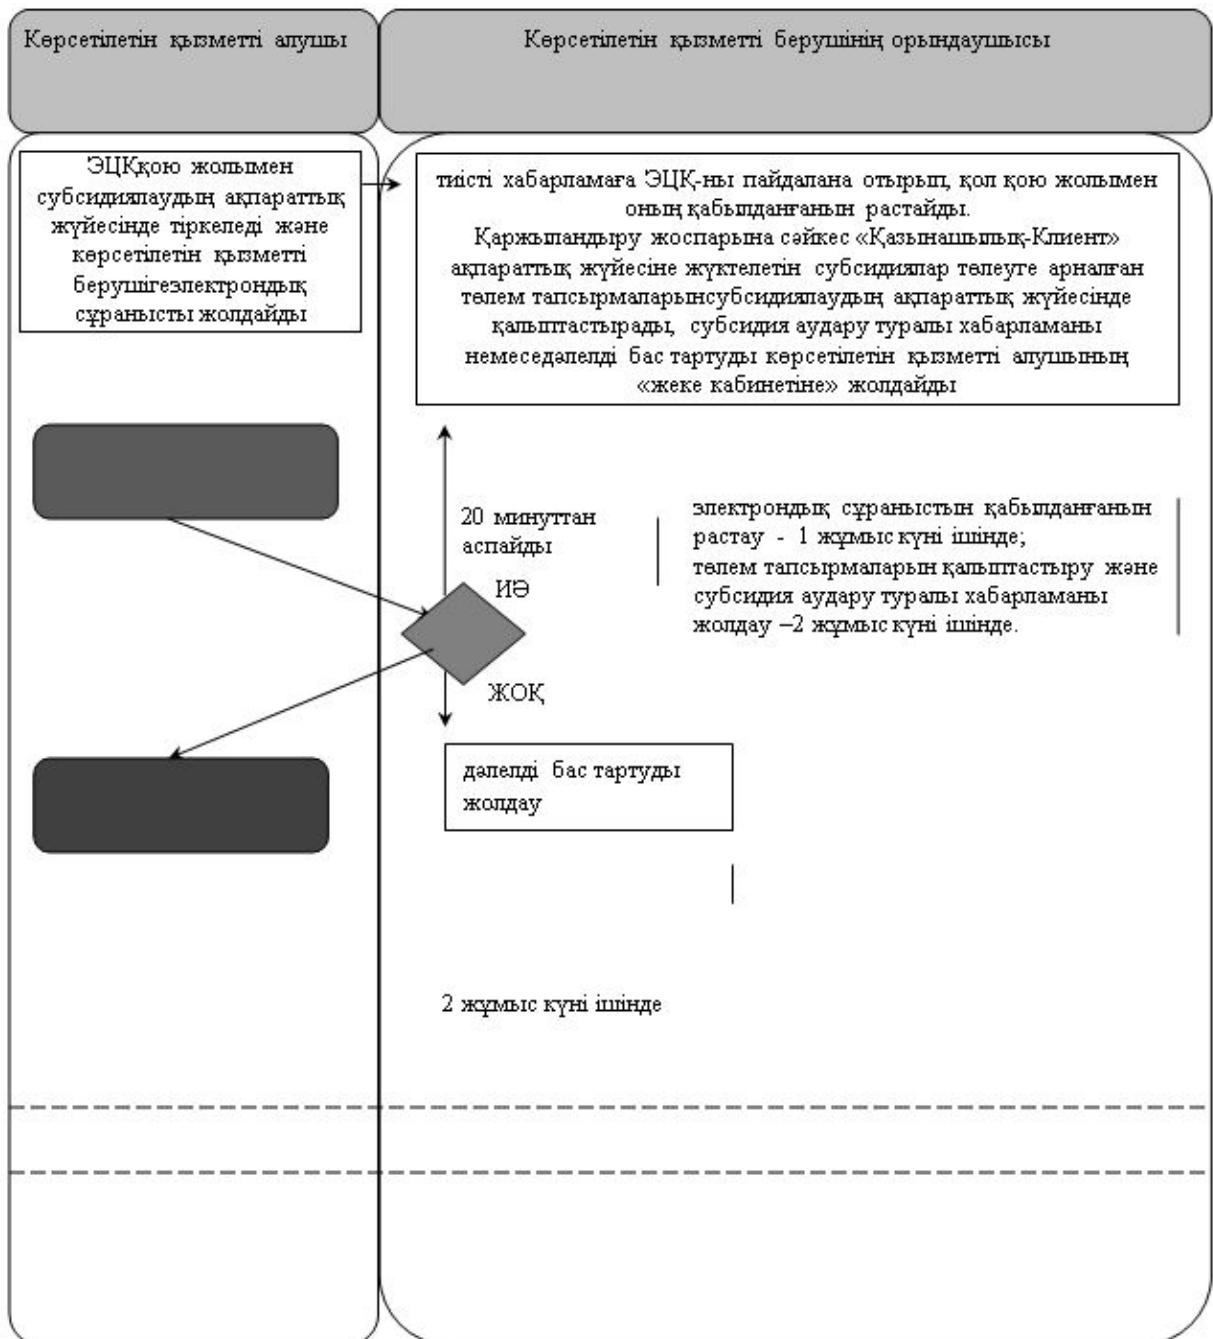 Көрсетілетін қызметті алушы
Көрсетілетін қызметті берушінің орындаушысы
ЭЦҚқою жолымен
субсидиялаудың ақпараттық
жүйесінде тіркеледі және
көрсетілетін қызметті
берушігеэлектрондық
сұранысты жолдайды
тиісті хабарламаға ЭЦҚ-ны пайдалана отырып, қол қою жолымен
оның қабылданғанын растайды.
Қаржыландыру жоспарына сәйкес «Қазынашылық-Клиент»
ақпараттық жүйесіне жүктелетін субсидиялар төлеуге арналған
төлем тапсырмаларынсубсидиялаудың ақпараттық жүйесінде
қалыптастырады, субсидия аудару туралы хабарламаны
немеседәлелді бас тартуды көрсетілетін қызметті алушының
«жеке кабинетіне» жолдайды
20 минуттан
аспайды
ИӘ
электрондық сұраныстын қабылданғанын
растау - 1 жұмыс күні ішінде;
төлем тапсырмаларын қалыптастыру және
субсидия аудару туралы хабарламаны
жолдау –2 жұмыс күні ішінде.
ЖОҚ
дәлелді бас тартуды
жолдау
2 жұмыс күні ішінде